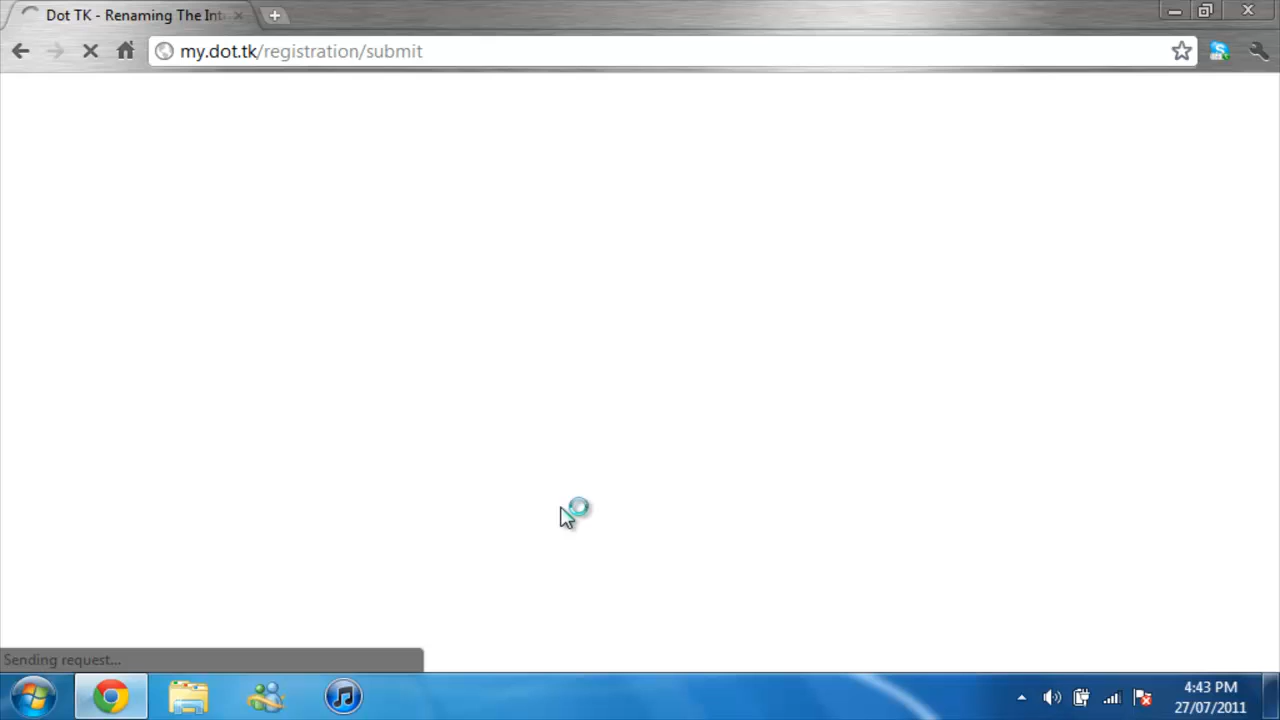 Dot TK - Renaming The Int
my.dot.tk/registration/submit
Sending request...
4:43 PM
27/07/2011